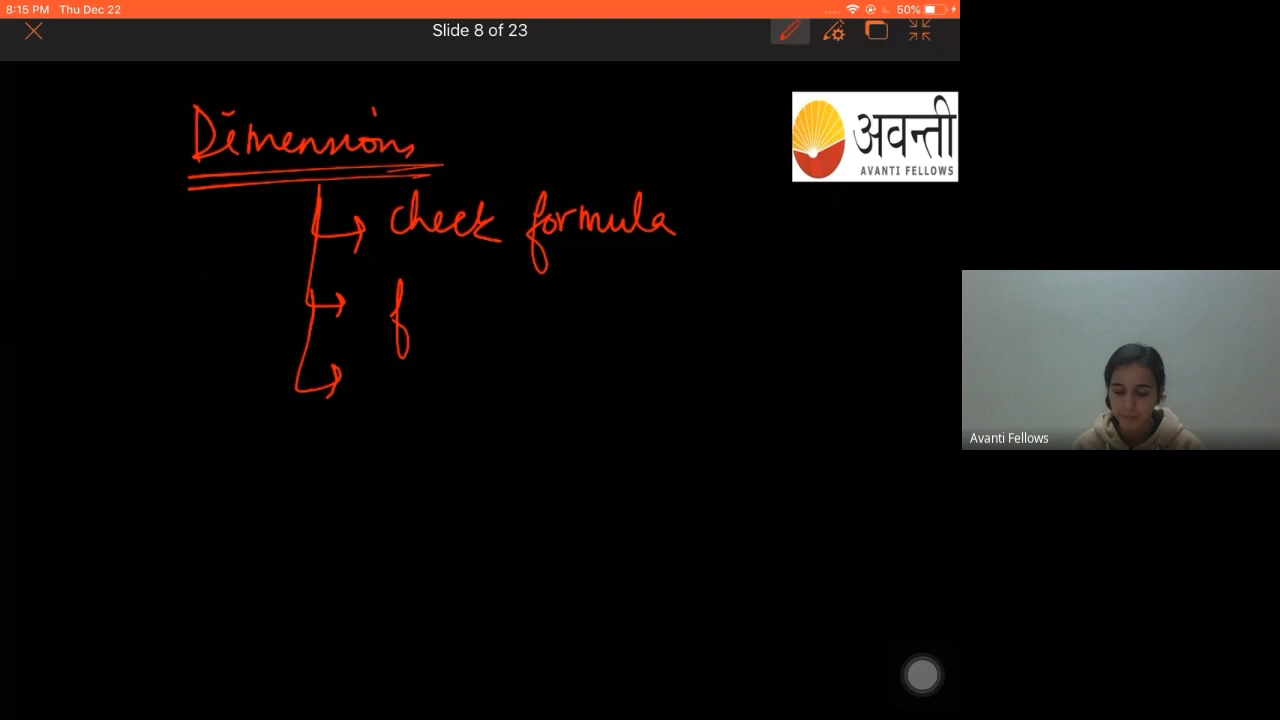 8:15 PM Thu Dec 22
50%
Slide 8 of 23
Dimensions
अवन्ती
AVANTI FELLOWS
check formula
f
Avanti Fellows